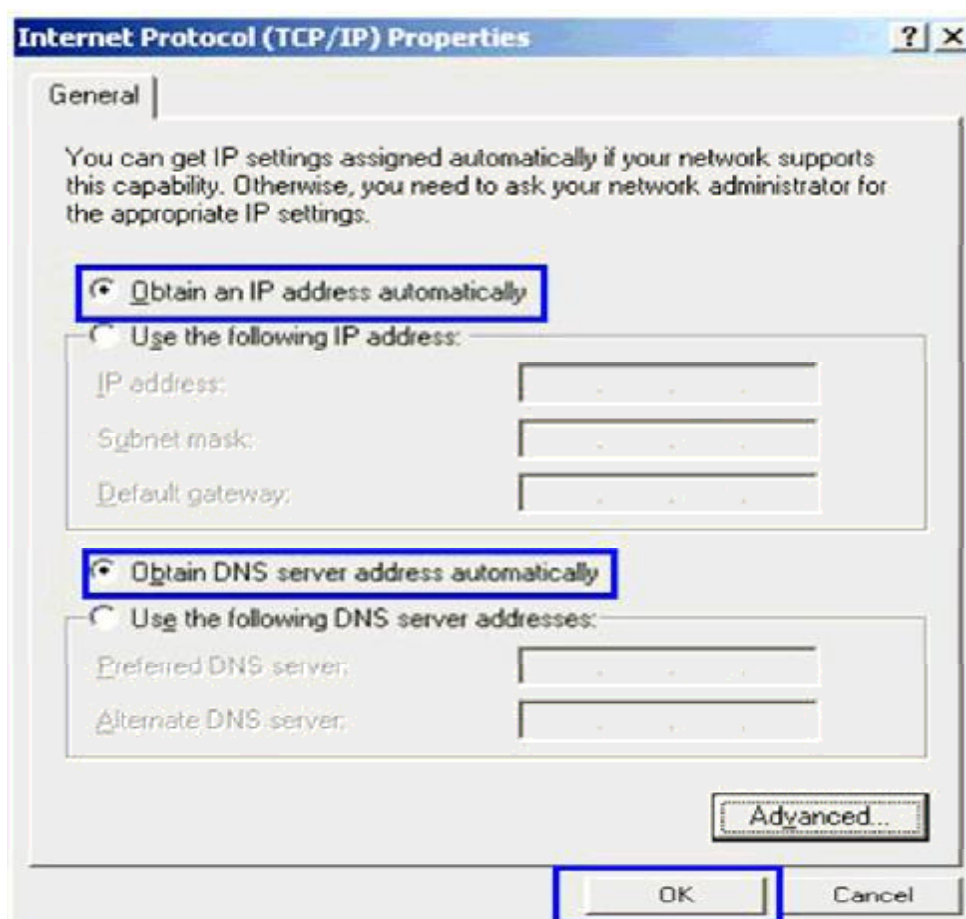 Internet Protocol (TCP/IP) Properties
? X
General
You can get IP settings assigned automatically if your network supports
this capability. Otherwise, you need to ask your network administrator for
the appropriate IP settings.
Obtain an IP address automatically
Use the following IP address:
IP address:
Subnet mask:
Default gateway:
Obtain DNS server address automatically
Use the following DNS server addresses:
Preferred DNS server:
Alternate DNS server:
Advanced...
OK Cancel